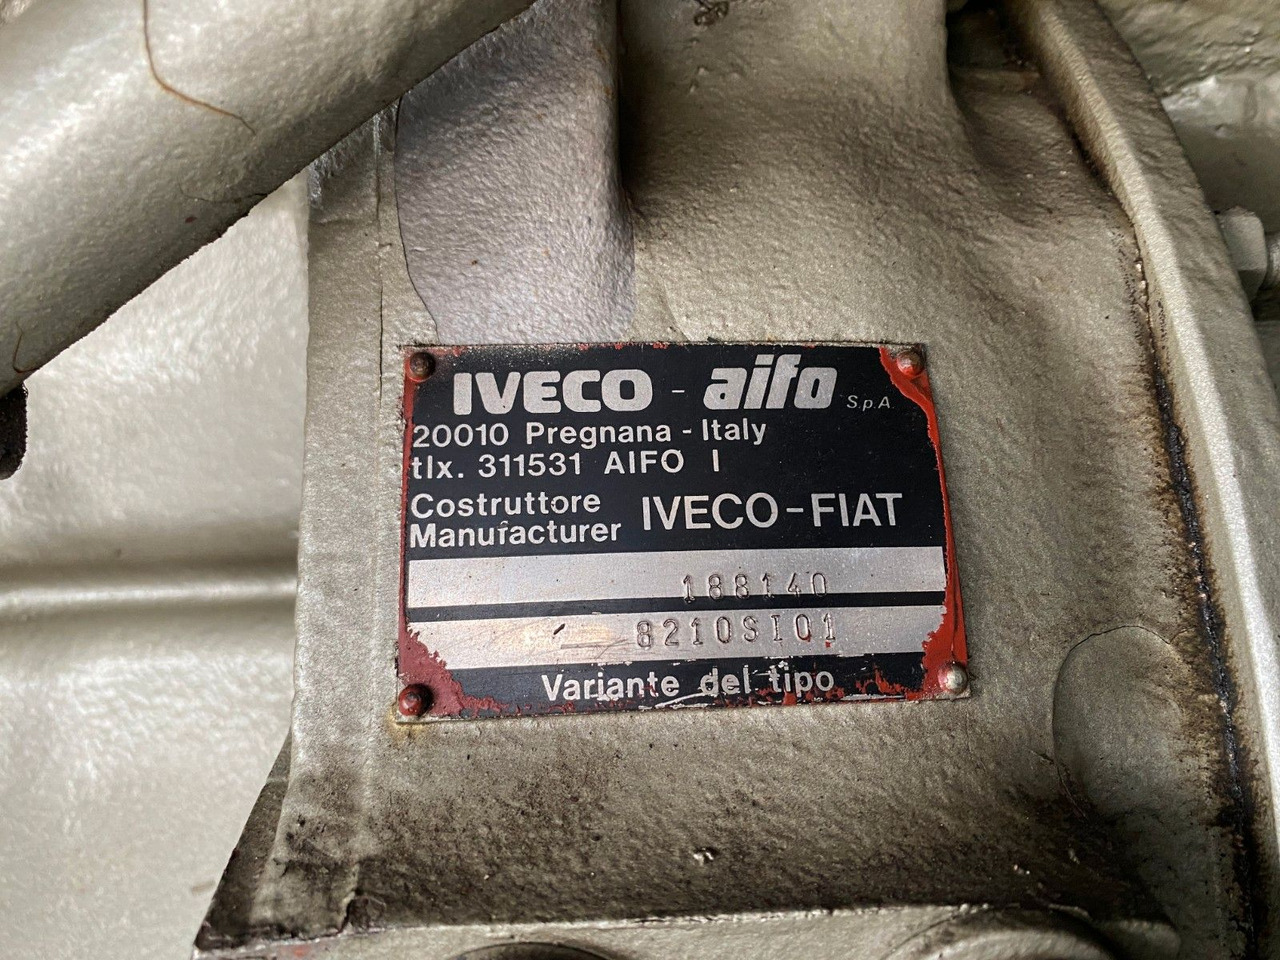 IVECO - aifo S.p.A.
20010 Pregnana - Italy
tlx. 311531 AIFO I
Costruttore
Manufacturer IVECO-FIAT
188140
8210SI01
Variante del tipo